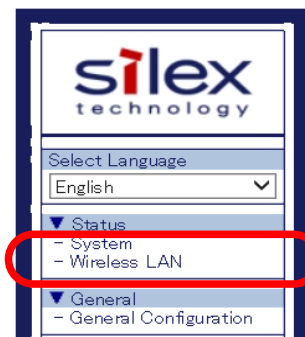 silex
technology
Select Language
English
▼ Status
- System
- Wireless LAN
▼ General
- General Configuration